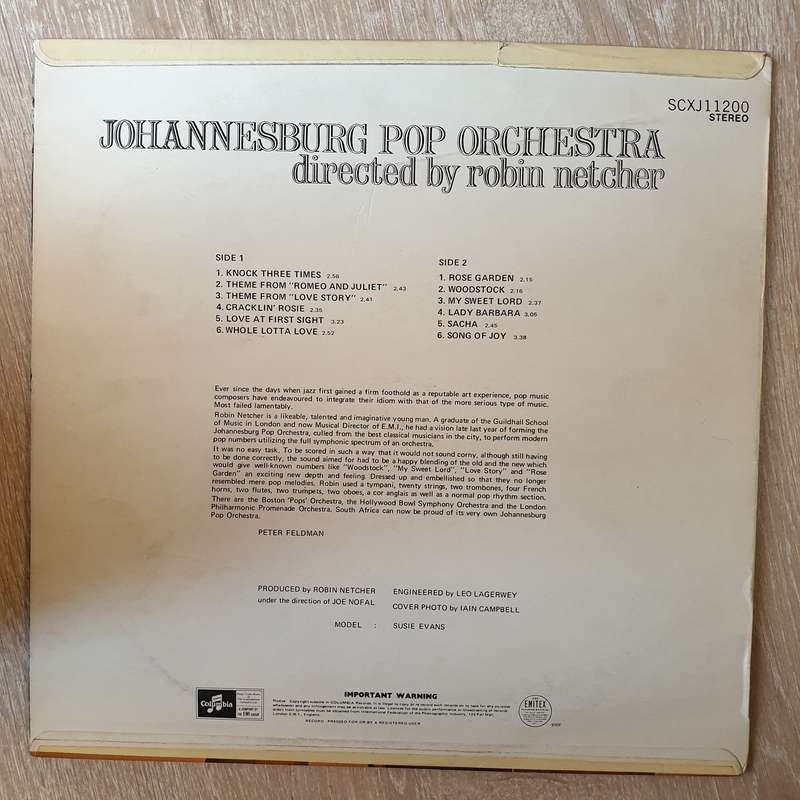 SCXJ11200
STEREO
JOHANNESBURG POP ORCHESTRA
directed by robin netcher
SIDE 1
1. KNOCK THREE TIMES 2.56
2. THEME FROM "ROMEO AND JULIET" 2.43
3. THEME FROM "LOVE STORY" 2.41
4. CRACKLIN' ROSIE 2.35
5. LOVE AT FIRST SIGHT 3.23
6. WHOLE LOTTA LOVE 2.52
SIDE 2
1. ROSE GARDEN 2.15
2. WOODSTOCK 2.16
3. MY SWEET LORD 2.37
4. LADY BARBARA 3.05
5. SACHA 2.45
6. SONG OF JOY 3.38
Ever since the days when jazz first gained a firm foothold as a reputable art experience, pop music
composers have endeavoured to integrate their idiom with that of the more serious type of music.
Most failed lamentably.
Robin Netcher is a likeable, talented and imaginative young man. A graduate of the Guildhall School
of Music in London and now Musical Director of E.M.I., he had a vision late last year of forming the
Johannesburg Pop Orchestra, culled from the best classical musicians in the city, to perform modern
pop numbers utilizing the full symphonic spectrum of an orchestra.
It was no easy task. To be scored in such a way that it would not sound corny, although still having
to be done correctly, the sound aimed for had to be a happy blending of the old and the new which
would give well-known numbers like "Woodstock", "My Sweet Lord", "Love Story" and "Rose
Garden" an exciting new depth and feeling. Dressed up and embellished so that they no longer
resembled mere pop melodies. Robin used a tympani, twenty strings, two trombones, four French
horns, two flutes, two trumpets, two oboes, a cor anglais as well as a normal pop rhythm section.
There are the Boston 'Pops' Orchestra, the Hollywood Bowl Symphony Orchestra and the London
Philharmonic Promenade Orchestra. South Africa can now be proud of its very own Johannesburg
Pop Orchestra.
PETER FELDMAN
PRODUCED by ROBIN NETCHER
under the direction of JOE NOFAL
ENGINEERED by LEO LAGERWEY
COVER PHOTO by IAIN CAMPBELL
MODEL : SUSIE EVANS
Columbia
IMPORTANT WARNING
EMITEX